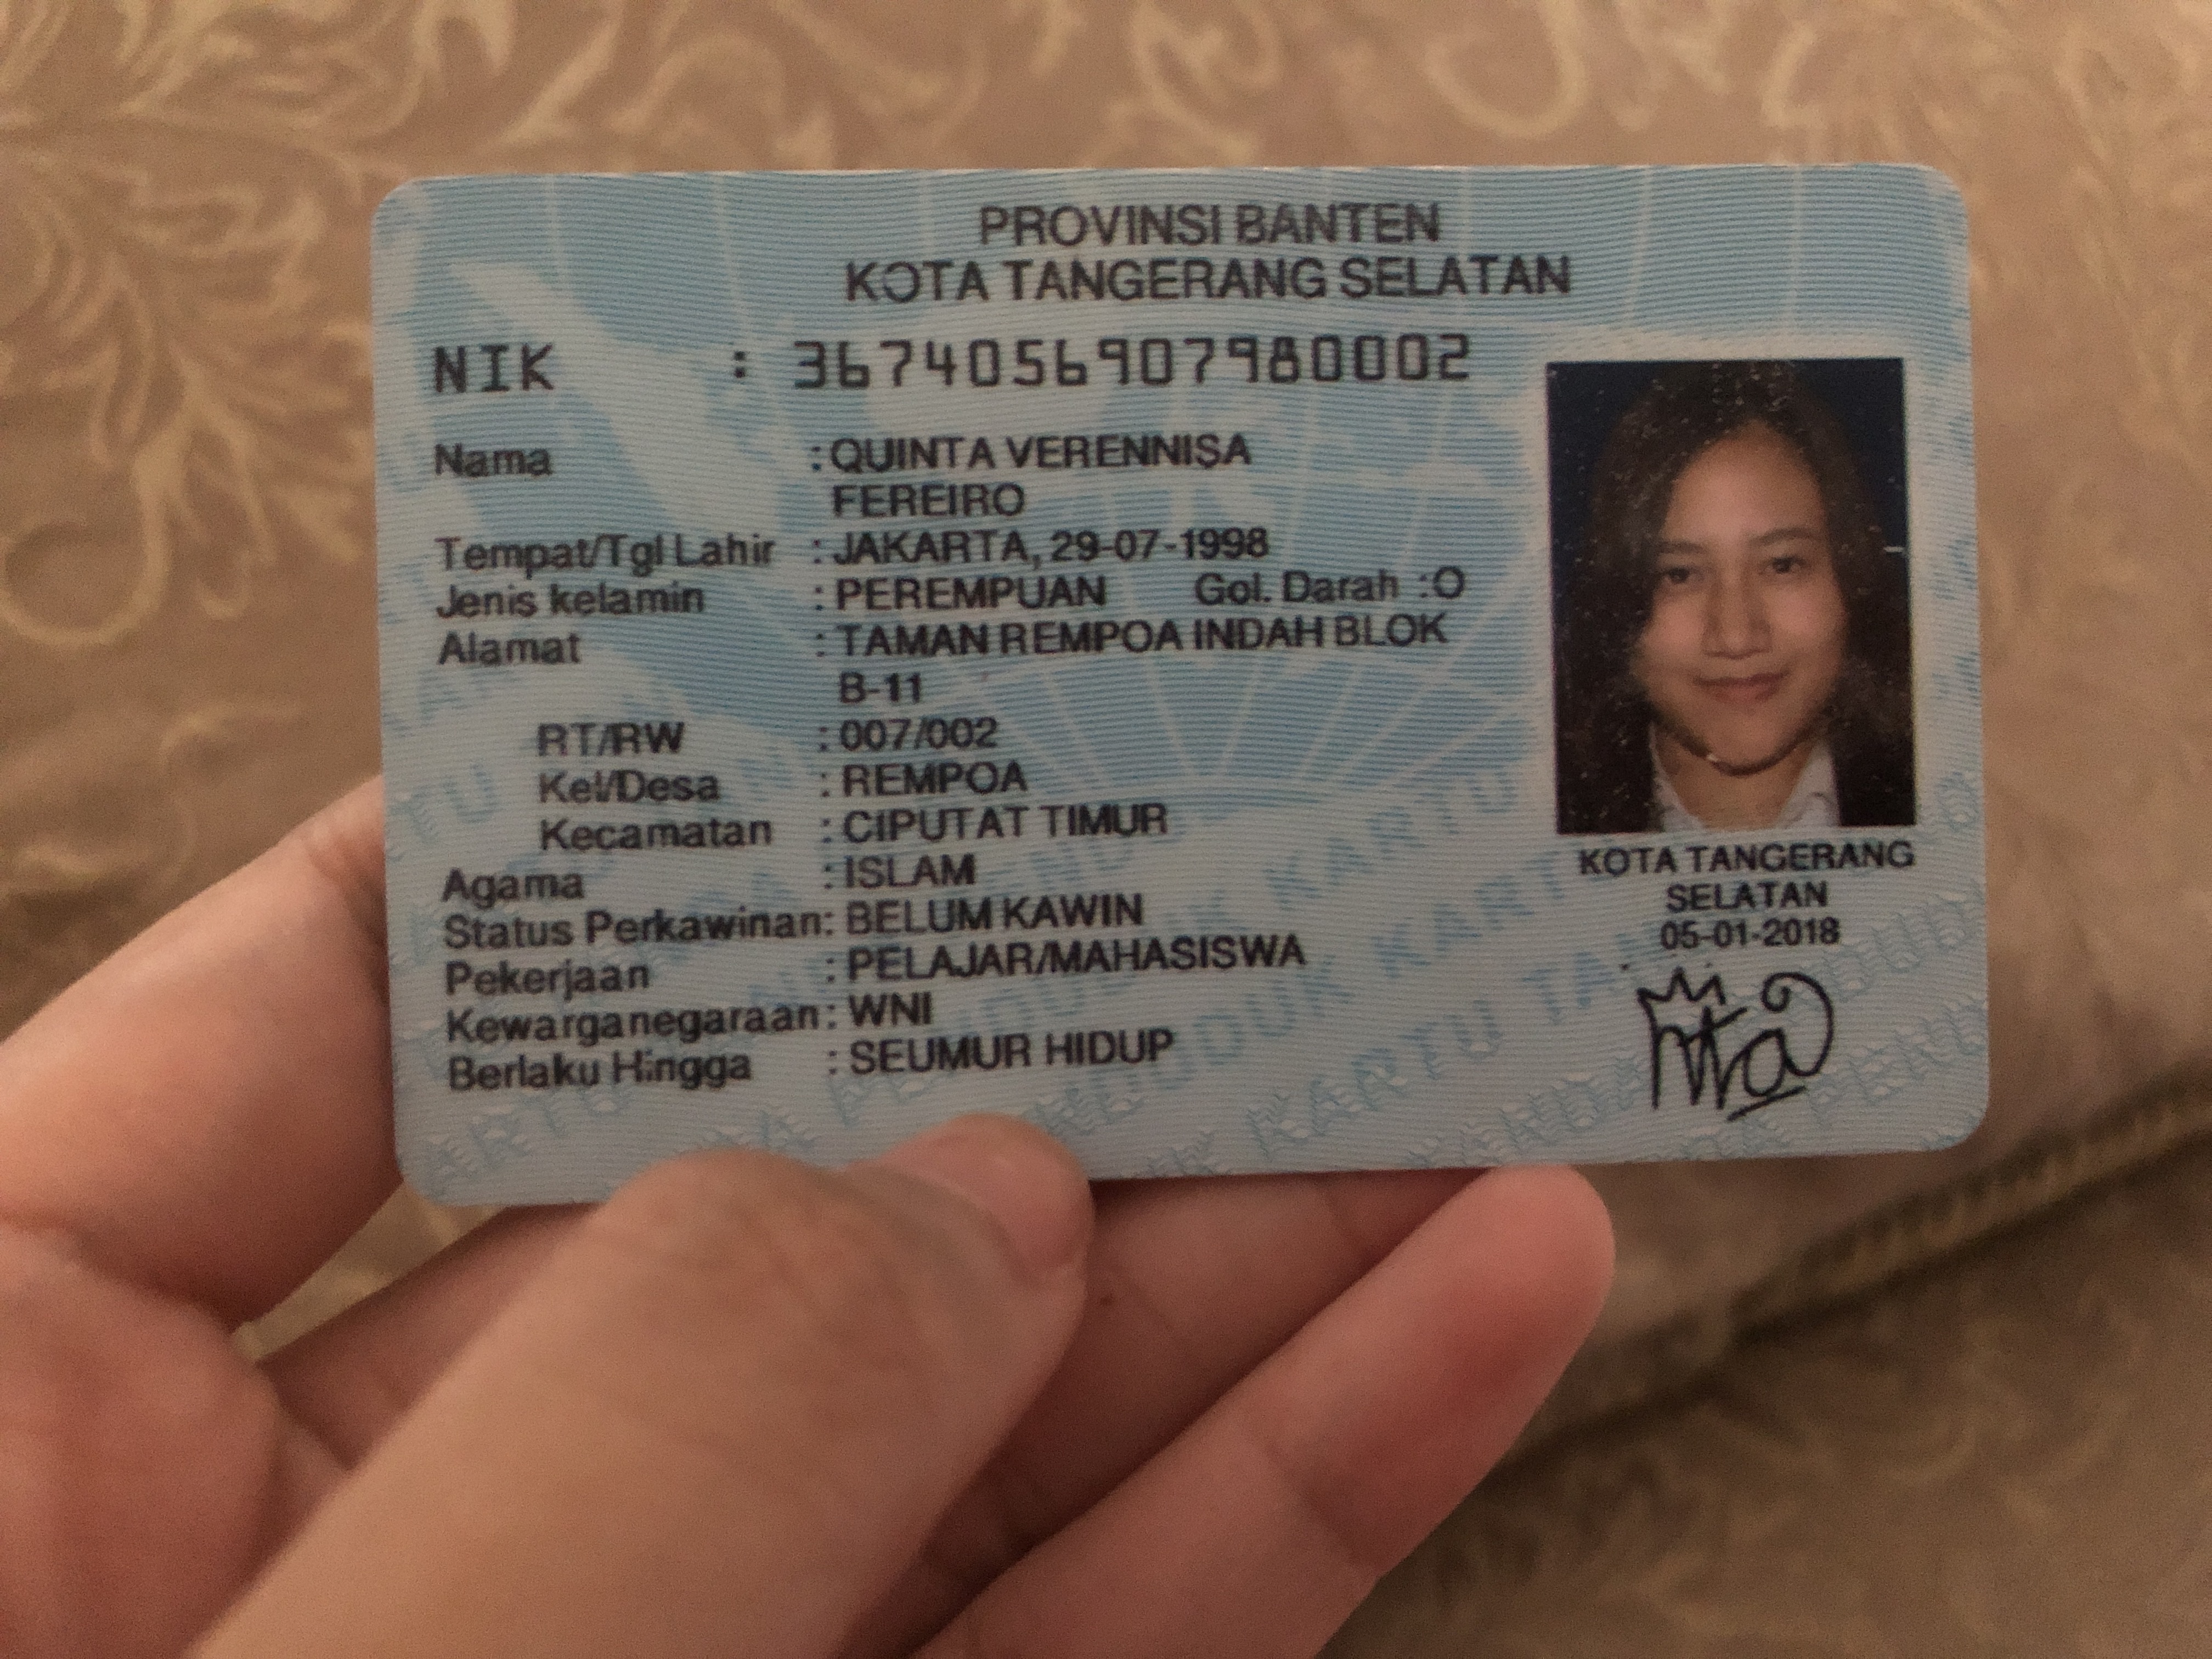 PROVINSI BANTEN
KOTA TANGERANG SELATAN
NIK : 3674056907980002
Nama : QUINTA VERENNISA
FEREIRO
Tempat/Tgl Lahir : JAKARTA, 29-07-1998
Jenis kelamin : PEREMPUAN Gol. Darah : O
Alamat : TAMAN REMPOA INDAH BLOK
B-11
RT/RW : 007/002
Kel/Desa : REMPOA
Kecamatan : CIPUTAT TIMUR
Agama : ISLAM
Status Perkawinan: BELUM KAWIN
Pekerjaan : PELAJAR/MAHASISWA
Kewarganegaraan: WNI
Berlaku Hingga : SEUMUR HIDUP
KOTA TANGERANG
SELATAN
05-01-2018